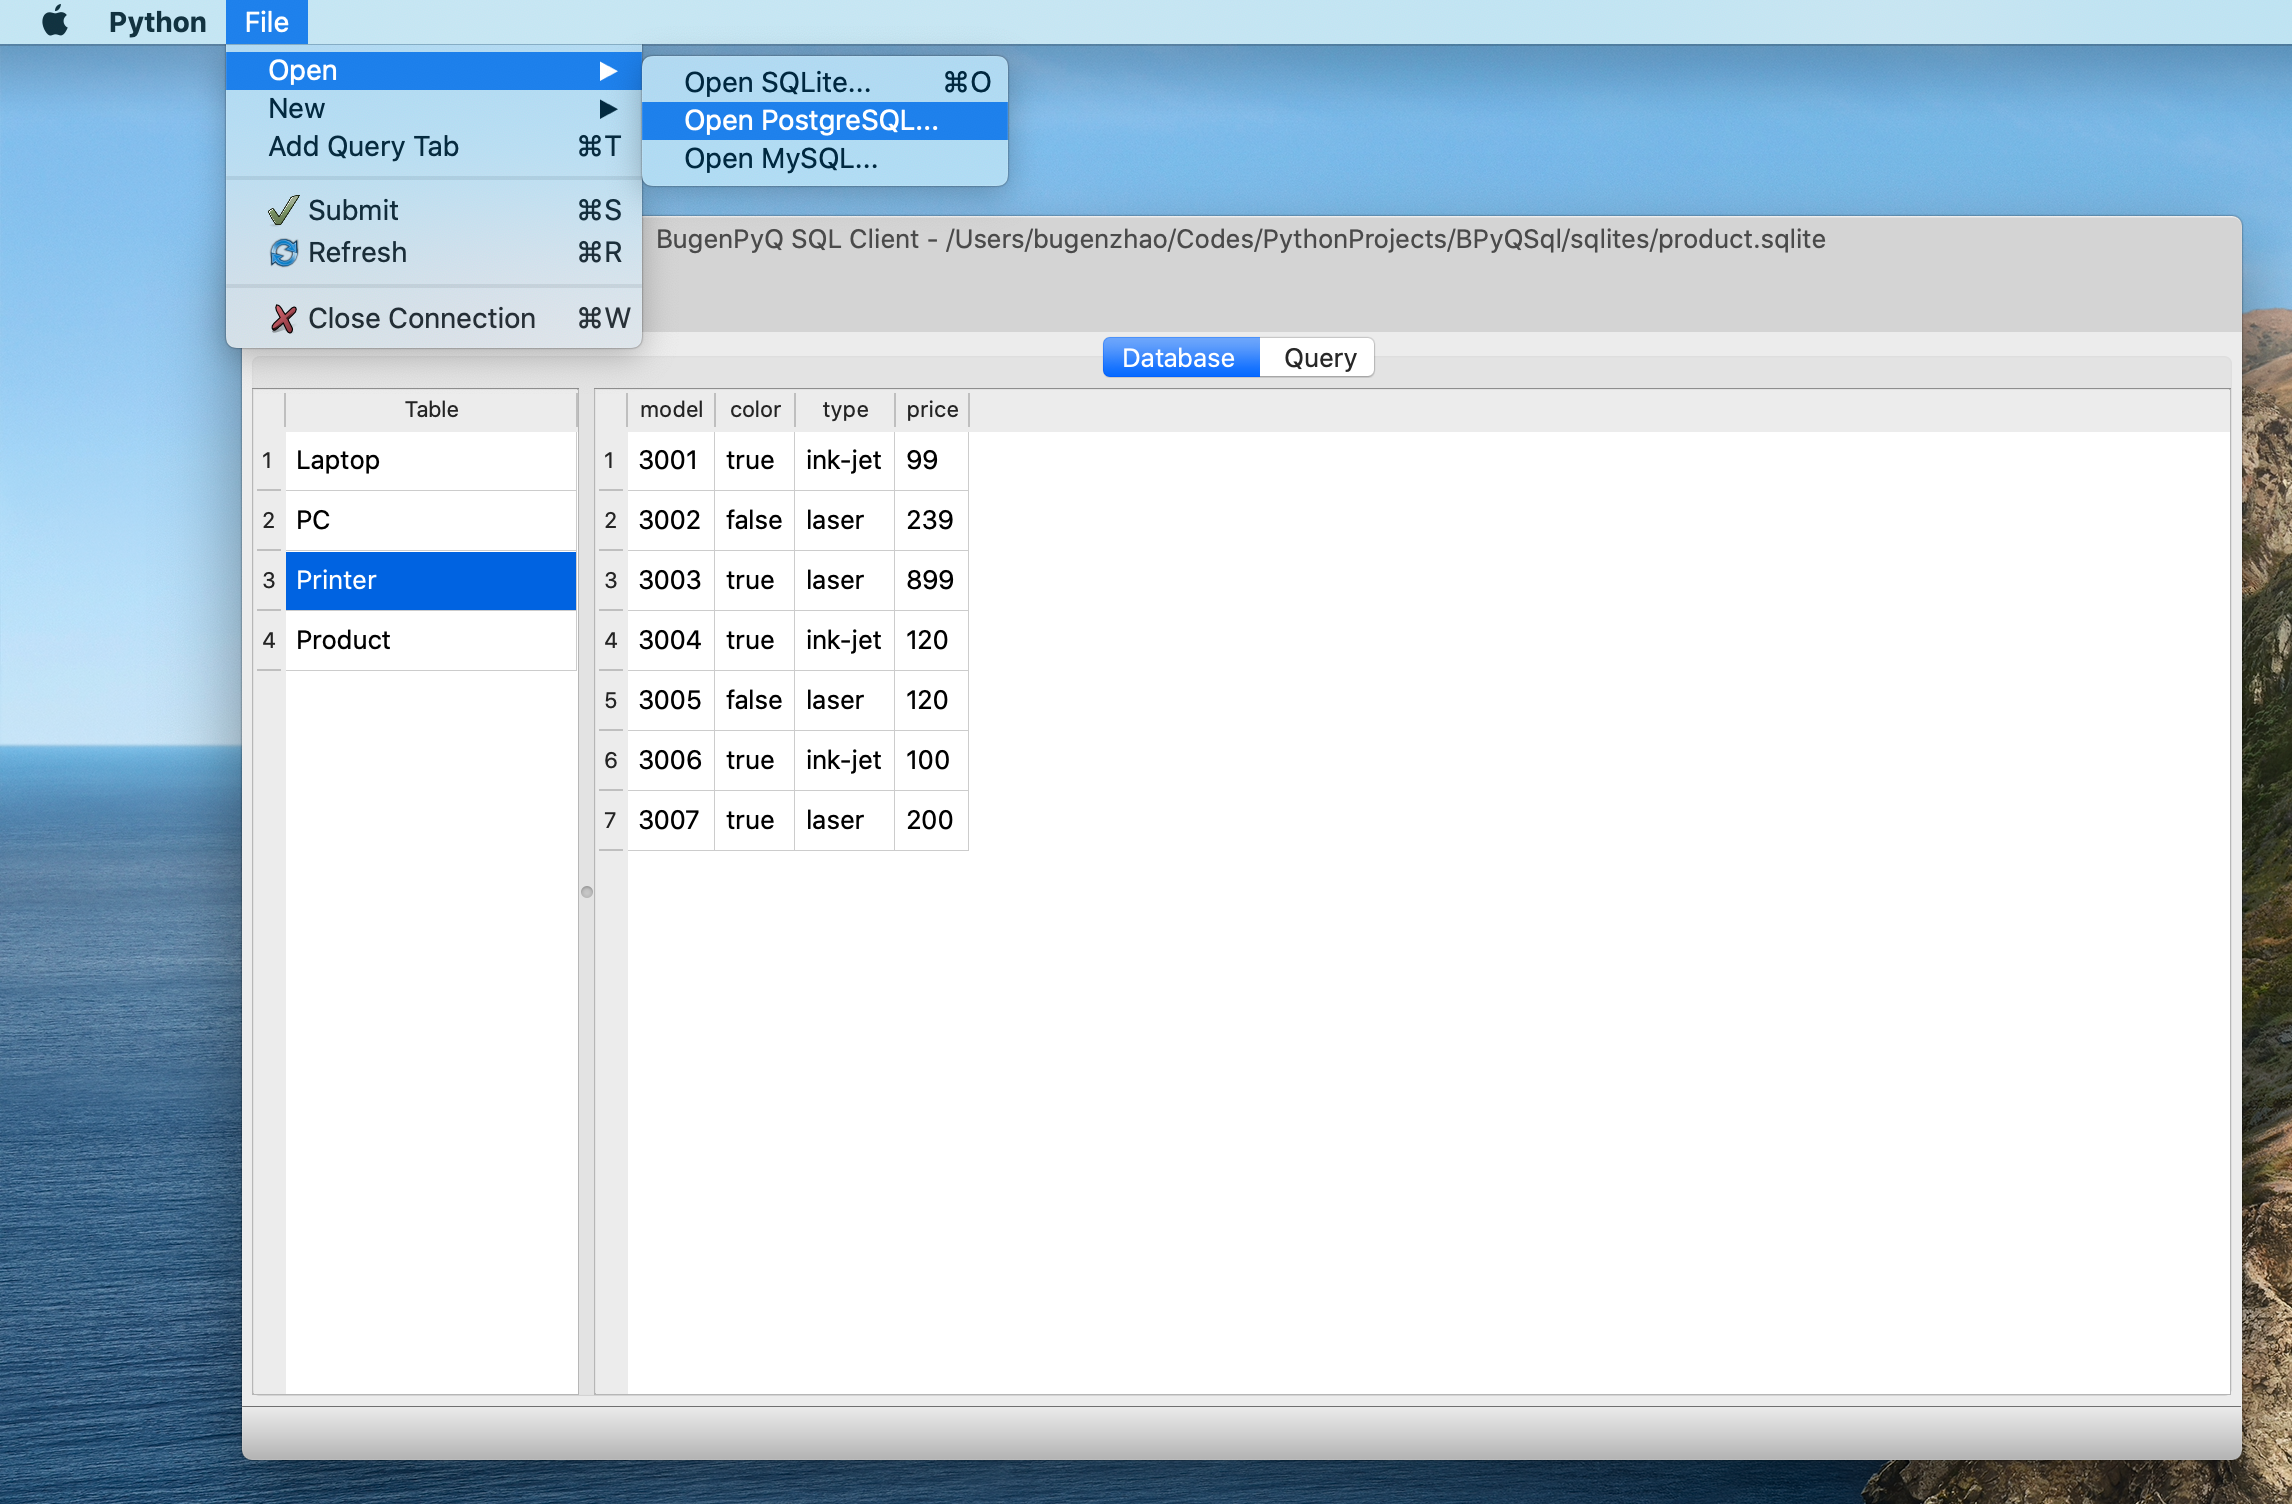 Python File
Open ▶
New ▶
Add Query Tab ⌘T
Submit ⌘S
Refresh ⌘R
Close Connection ⌘W
Open SQLite... ⌘O
Open PostgreSQL...
Open MySQL...
BugenPyQ SQL Client - /Users/bugenzhao/Codes/PythonProjects/BPyQSql/sqlites/product.sqlite
Database Query
Table
1 Laptop
2 PC
3 Printer
4 Product
model color type price
1 3001 true ink-jet 99
2 3002 false laser 239
3 3003 true laser 899
4 3004 true ink-jet 120
5 3005 false laser 120
6 3006 true ink-jet 100
7 3007 true laser 200